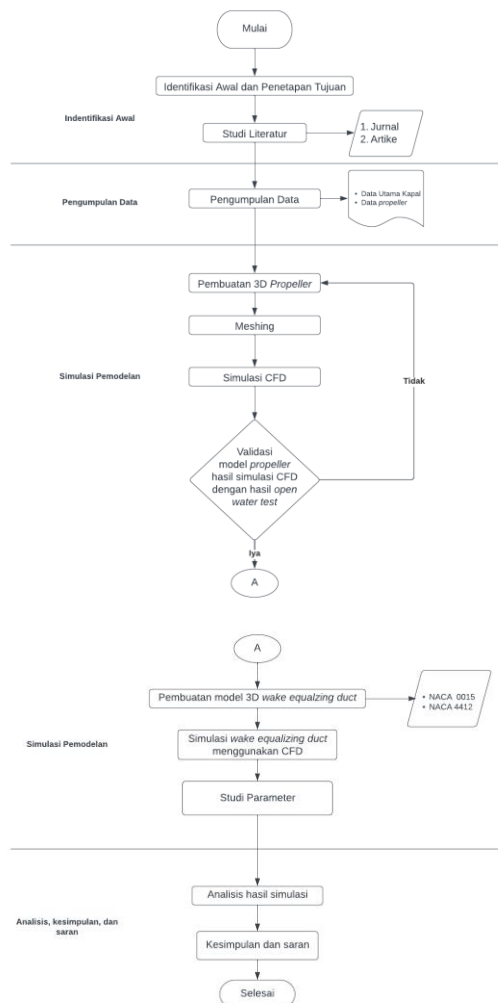 Mulai
Identifikasi Awal dan Penetapan Tujuan
Indentifikasi Awal
Studi Literatur
1. Jurnal
2. Artike
Pengumpulan Data
Pengumpulan Data
• Data Utama Kapal
• Data propeller
Pembuatan 3D Propeller
Meshing
Simulasi Pemodelan
Simulasi CFD
Tidak
Validasi
model propeller
hasil simulasi CFD
dengan hasil open
water test
Iya
A
A
Pembuatan model 3D wake equalzing duct
• NACA 0015
• NACA 4412
Simulasi Pemodelan
Simulasi wake equalizing duct
menggunakan CFD
Studi Parameter
Analisis hasil simulasi
Analisis, kesimpulan, dan
saran
Kesimpulan dan saran
Selesai